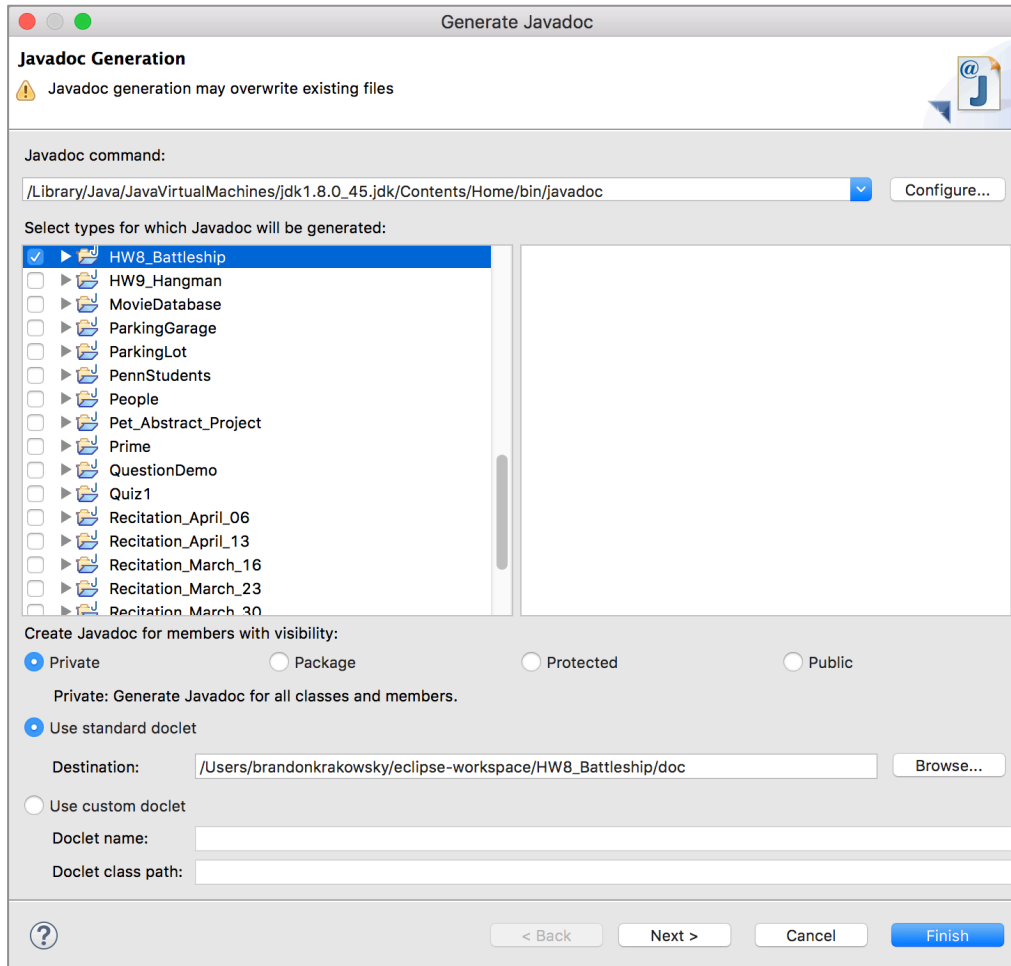 Generate Javadoc
Javadoc Generation
Javadoc generation may overwrite existing files
@
J
Javadoc command:
/Library/Java/JavaVirtualMachines/jdk1.8.0_45.jdk/Contents/Home/bin/javadoc
Configure...
Select types for which Javadoc will be generated:
HW8_Battleship
HW9_Hangman
MovieDatabase
ParkingGarage
ParkingLot
PennStudents
People
Pet_Abstract_Project
Prime
QuestionDemo
Quiz1
Recitation_April_06
Recitation_April_13
Recitation_March_16
Recitation_March_23
Recitation_March_30
Create Javadoc for members with visibility:
Private Package Protected Public
Private: Generate Javadoc for all classes and members.
Use standard doclet
Destination: /Users/brandonkrakowsky/eclipse-workspace/HW8_Battleship/doc Browse...
Use custom doclet
Doclet name:
Doclet class path:
? < Back Next > Cancel Finish